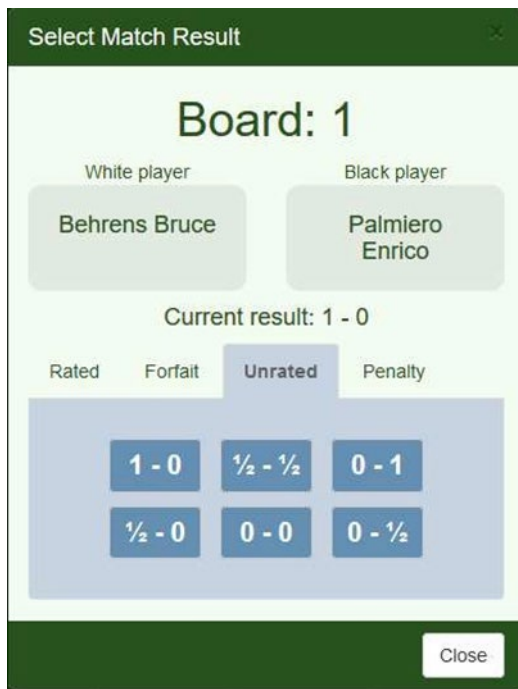 Select Match Result ×
Board: 1
White player Black player
Behrens Bruce Palmiero
Enrico
Current result: 1 - 0
Rated Forfait Unrated Penalty
1 - 0 ½ - ½ 0 - 1
½ - 0 0 - 0 0 - ½
Close